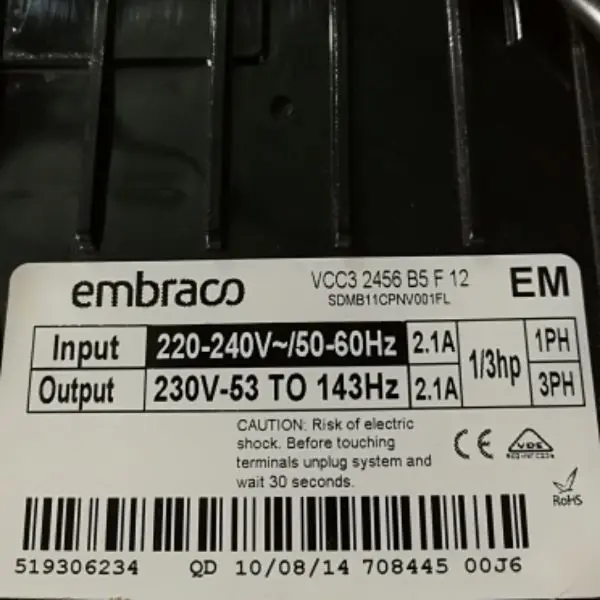 embraco VCC3 2456 B5 F 12 EM
SDMB11CPNV001FL
Input 220-240V~/50-60Hz 2.1A 1/3hp 1PH
Output 230V-53 TO 143Hz 2.1A 3PH
CAUTION: Risk of electric
shock. Before touching
terminals unplug system and
wait 30 seconds.
CE VDE
RoHS
519306234 QD 10/08/14 708445 00J6